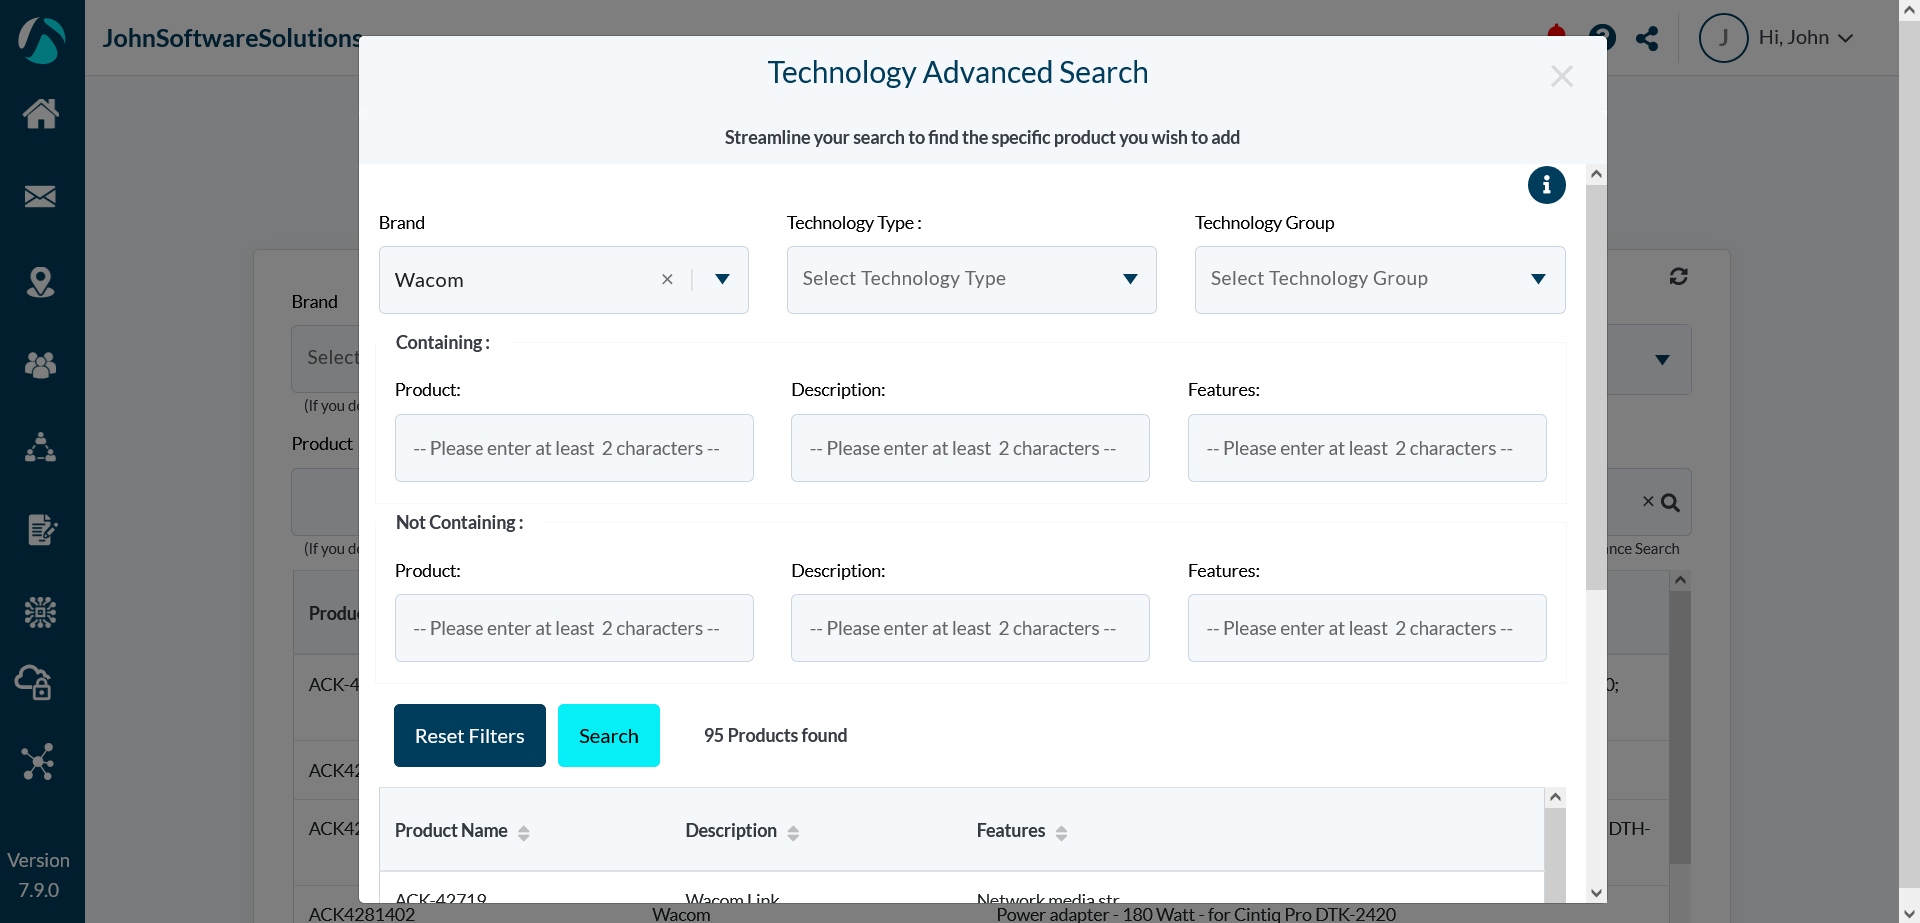 JohnSoftwareSolutions
J
Hi, John
Technology Advanced Search
Streamline your search to find the specific product you wish to add
Brand
Technology Type :
Technology Group
Wacom
Select Technology Type
Select Technology Group
Containing :
Product:
Description:
Features:
-- Please enter at least 2 characters --
-- Please enter at least 2 characters --
-- Please enter at least 2 characters --
Not Containing :
Product:
Description:
Features:
-- Please enter at least 2 characters --
-- Please enter at least 2 characters --
-- Please enter at least 2 characters --
Reset Filters
Search
95 Products found
Product Name
Description
Features
ACK-42719
Wacom Link
Network media str
Brand
Select
(If you d
Product
(If you d
nce Search
Produ
ACK-4
0;
ACK42
ACK42
DTH-
ACK4281402
Wacom
Power adapter - 180 Watt - for Cintiq Pro DTK-2420
Version
7.9.0